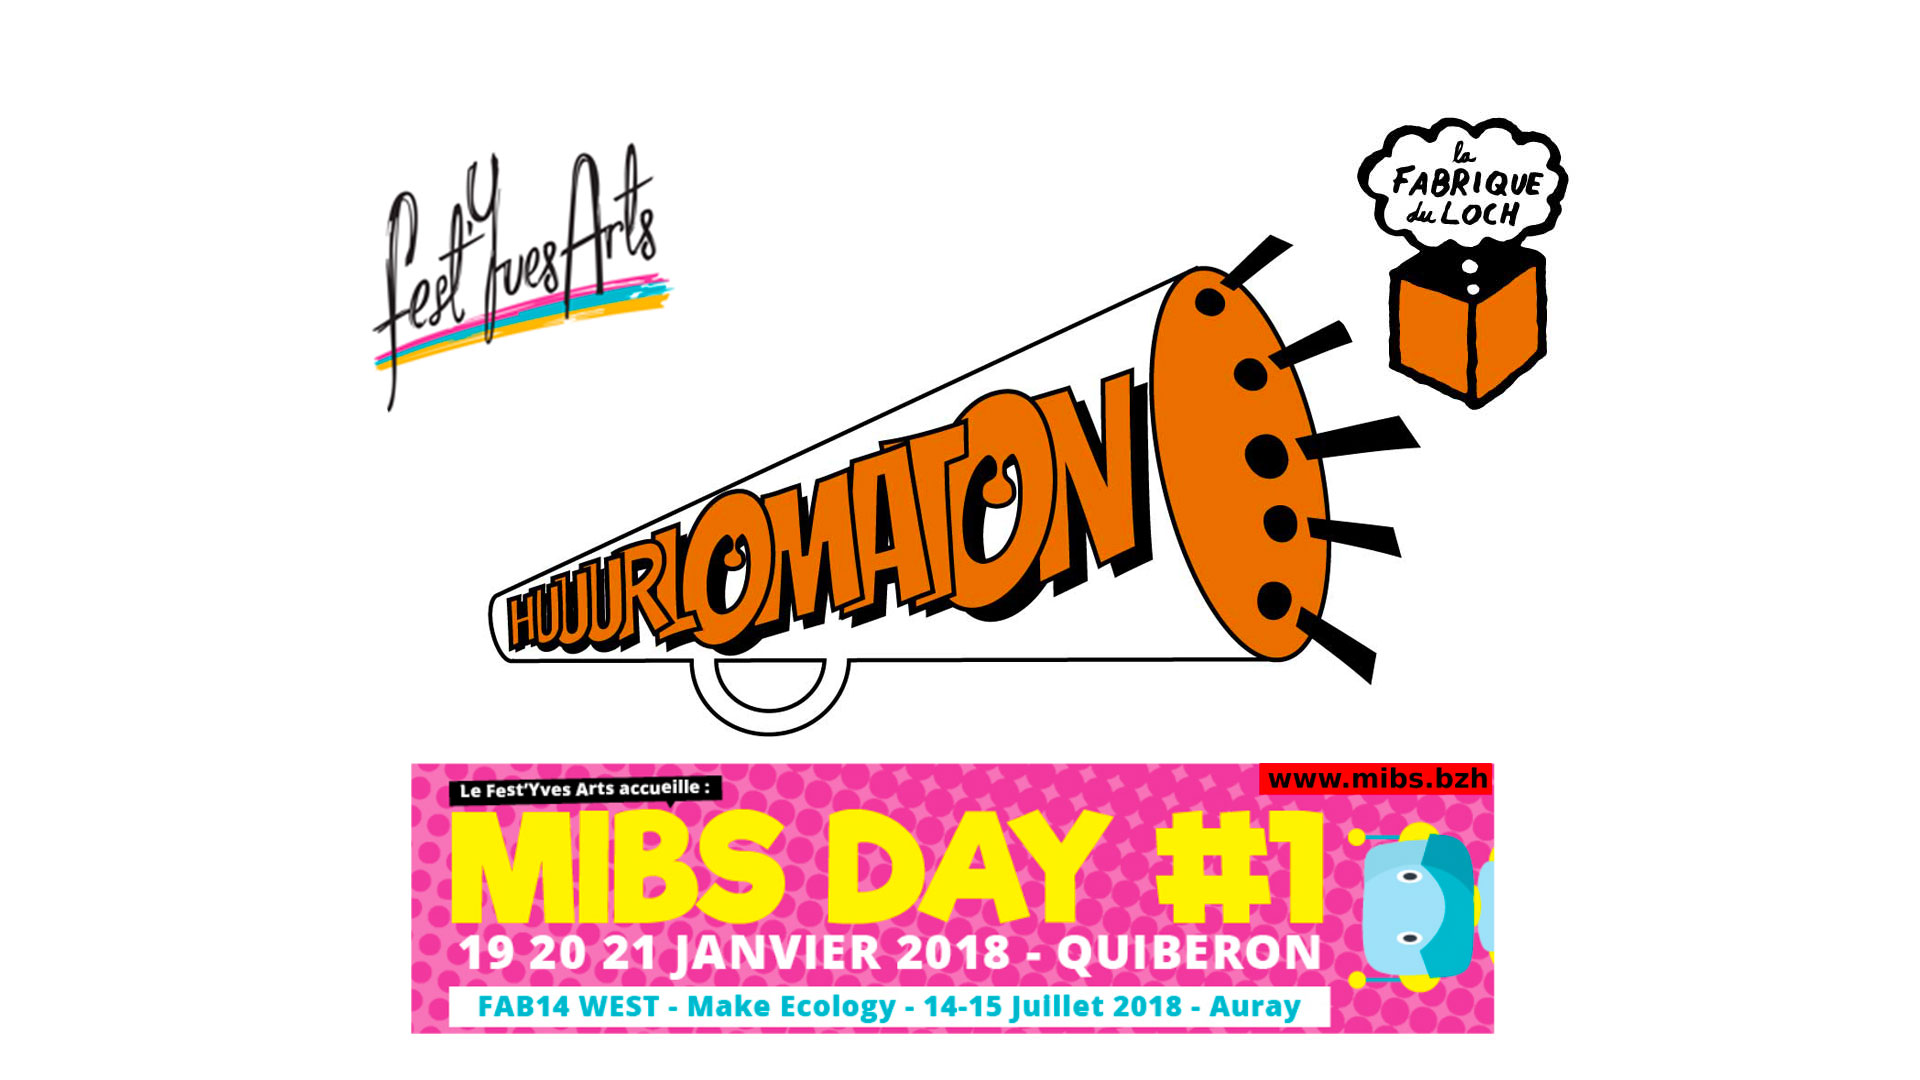 Fest'Yves Arts
la
FABRIQUE
du LOCH
HUUURLOMATON
www.mibs.bzh
Le Fest'Yves Arts accueille :
MIBS DAY #1
19 20 21 JANVIER 2018 - QUIBERON
FAB14 WEST - Make Ecology - 14-15 Juillet 2018 - Auray